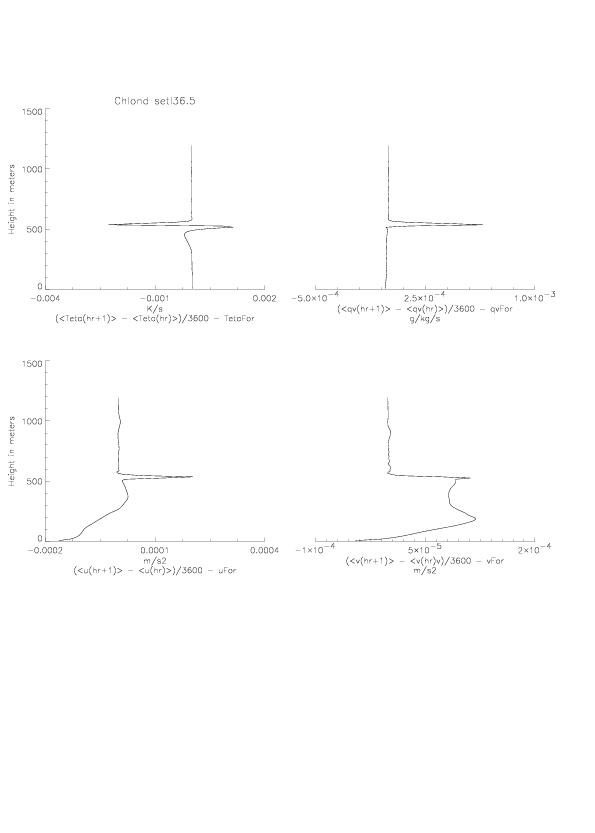 Chlond setI36.5
1500
1000
500
0
Height in meters
-0.004 -0.001 0.002
K/s
(<Teta(hr+1)> - <Teta(hr)>)/3600 - TetaFor
-5.0×10⁻⁴ 2.5×10⁻⁴ 1.0×10⁻³
(<qv(hr+1)> - <qv(hr)>)/3600 - qvFor
g/kg/s
1500
1000
500
0
Height in meters
-0.0002 0.0001 0.0004
m/s2
(<u(hr+1)> - <u(hr)>)/3600 - uFor
-1×10⁻⁴ 5×10⁻⁵ 2×10⁻⁴
(<v(hr+1)> - <v(hr)v)/3600 - vFor
m/s2